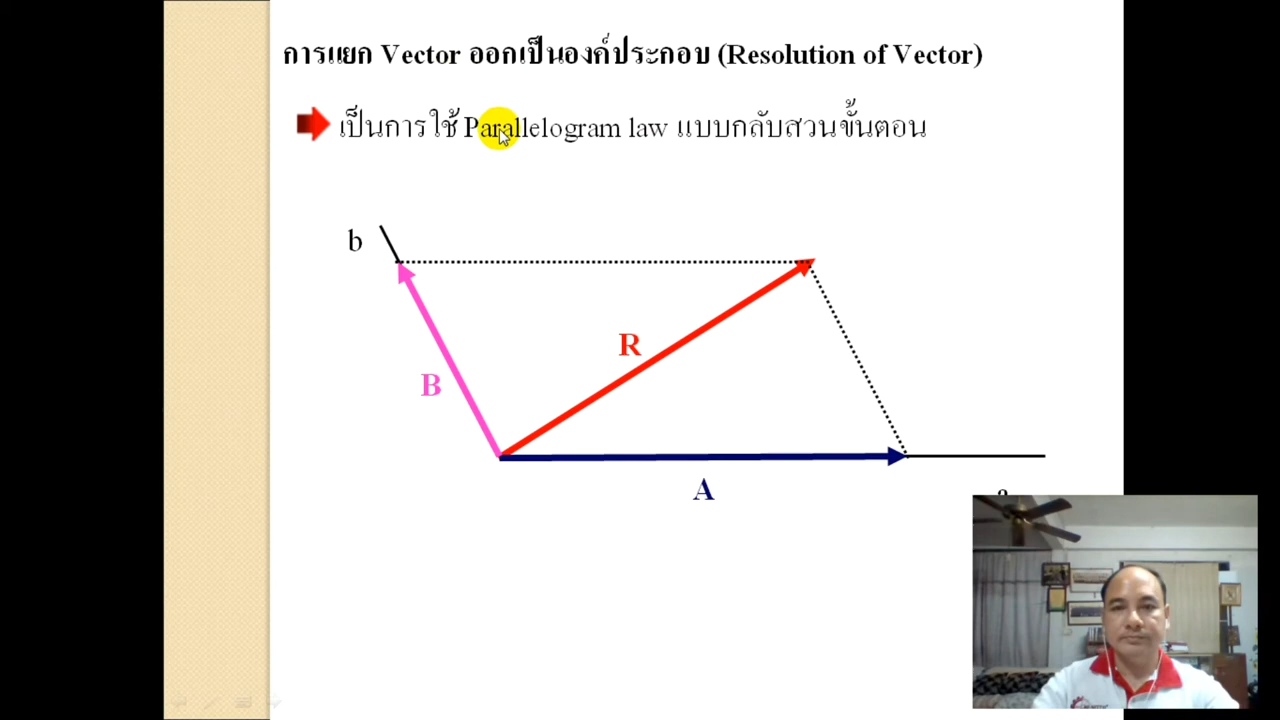 การแยก Vector ออกเป็นองค์ประกอบ (Resolution of Vector)
เป็นการใช้ Parallelogram law แบบกลับสวนขั้นตอน
b
R
B
A